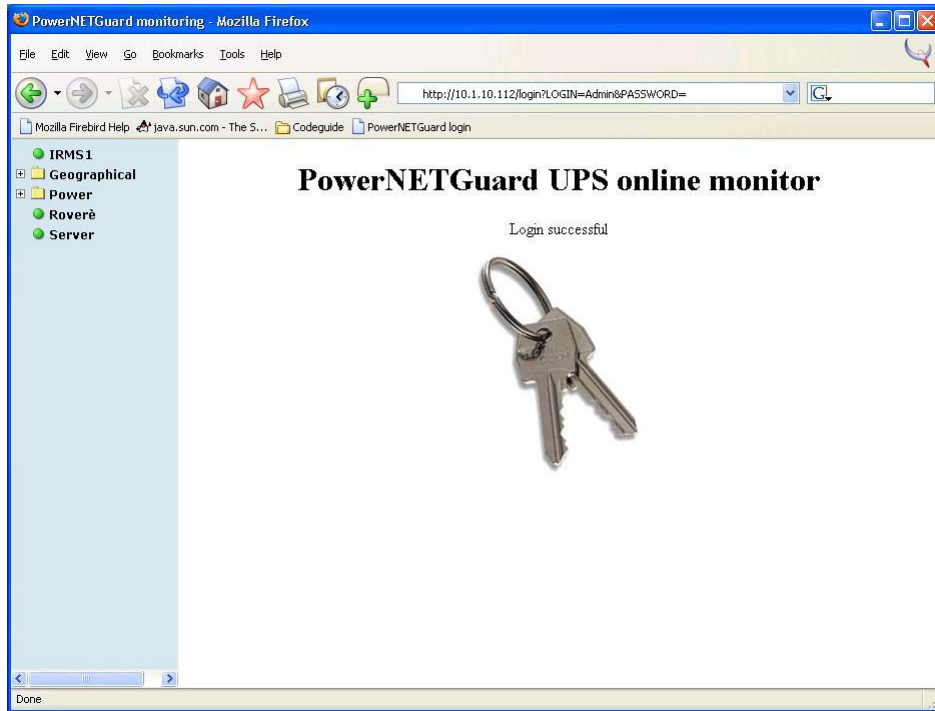 PowerNETGuard monitoring - Mozilla Firefox
File Edit View Go Bookmarks Tools Help
http://10.1.10.112/login?LOGIN=Admin&PASSWORD=
G
Mozilla Firebird Help java.sun.com - The S... Codeguide PowerNETGuard login
IRMS1
Geographical
Power
Roverè
Server
PowerNETGuard UPS online monitor
Login successful
Done